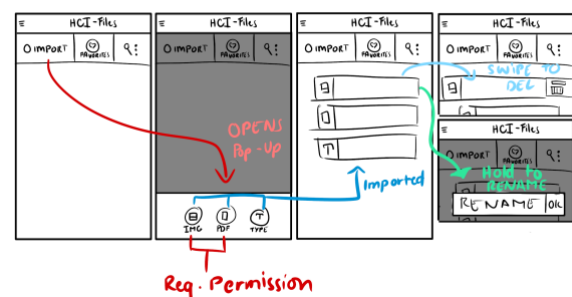 HCI-Files
O IMPORT
FAVORITES
HCI-Files
O IMPORT
FAVORITES
OPENS
Pop-Up
IMG
PDF
TYPE
Req. Permission
HCI-Files
O IMPORT
FAVORITES
T
Imported
HCI-Files
O IMPORT
FAVORITES
SWIPE TO
DEL
HCI-Files
O IMPORT
FAVORITES
Hold to
RENAME
RENAME OK